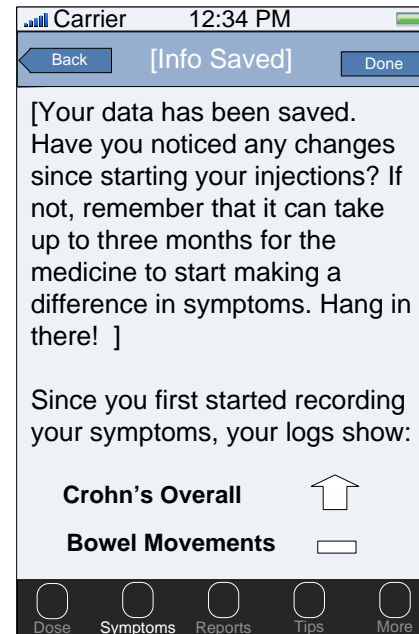 Carrier 12:34 PM
Back [Info Saved] Done
[Your data has been saved.
Have you noticed any changes
since starting your injections? If
not, remember that it can take
up to three months for the
medicine to start making a
difference in symptoms. Hang in
there!  ]
Since you first started recording
your symptoms, your logs show:
Crohn's Overall
Bowel Movements
Dose Symptoms Reports Tips More